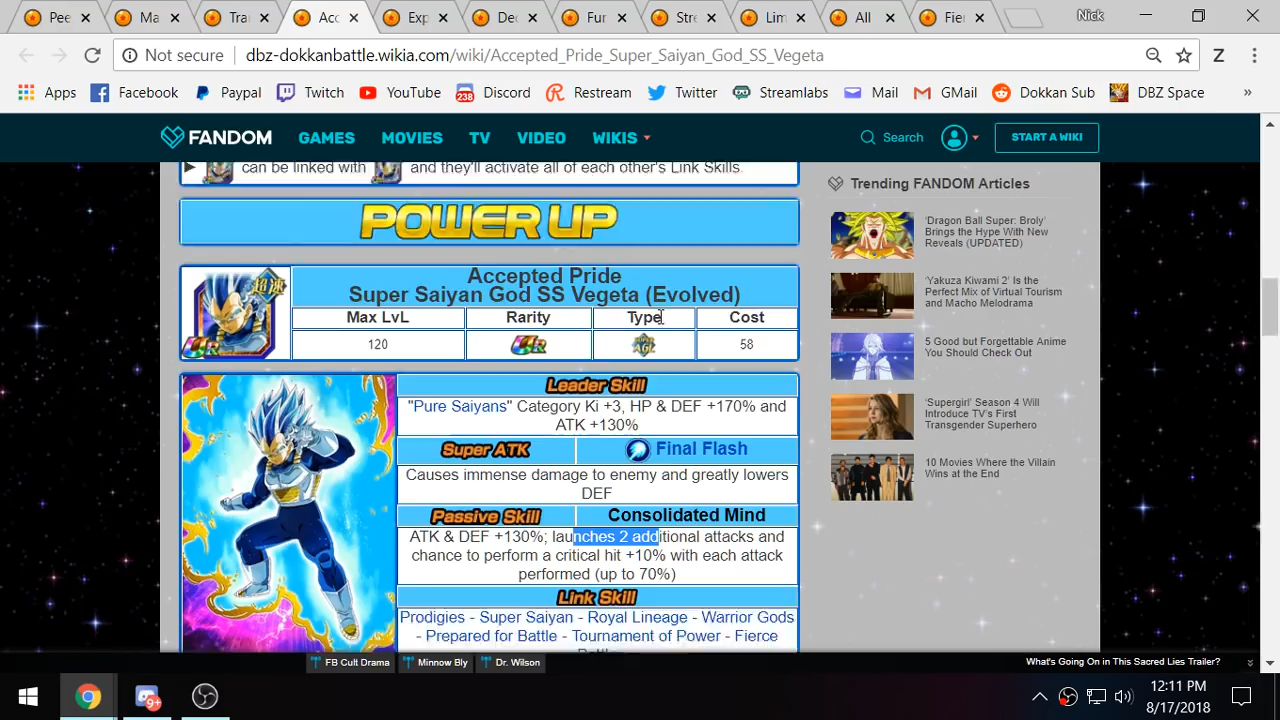 Pee
Ma
Tra
Acc
Exp
Dec
Fur
Stre
Lim
All
Fier
Nick
Not secure
dbz-dokkanbattle.wikia.com/wiki/Accepted_Pride_Super_Saiyan_God_SS_Vegeta
Z
Apps
Facebook
Paypal
Twitch
YouTube
238
Discord
Restream
Twitter
Streamlabs
Mail
GMail
Dokkan Sub
DBZ Space
»
FANDOM
GAMES
MOVIES
TV
VIDEO
WIKIS
Search
START A WIKI
can be linked with and they'll activate all of each other's Link Skills.
Trending FANDOM Articles
'Dragon Ball Super: Broly'
Brings the Hype With New
Reveals (UPDATED)
'Yakuza Kiwami 2' Is the
Perfect Mix of Virtual Tourism
and Macho Melodrama
5 Good but Forgettable Anime
You Should Check Out
'Supergirl' Season 4 Will
Introduce TV's First
Transgender Superhero
10 Movies Where the Villain
Wins at the End
POWER UP
Accepted Pride
Super Saiyan God SS Vegeta (Evolved)
Max LvL
Rarity
Type
Cost
120
UR
AGL
58
超速
UR
Leader Skill
"Pure Saiyans" Category Ki +3, HP & DEF +170% and
ATK +130%
Super ATK
Final Flash
Causes immense damage to enemy and greatly lowers
DEF
Passive Skill
Consolidated Mind
ATK & DEF +130%; launches 2 additional attacks and
chance to perform a critical hit +10% with each attack
performed (up to 70%)
Link Skill
Prodigies - Super Saiyan - Royal Lineage - Warrior Gods
- Prepared for Battle - Tournament of Power - Fierce
FB Cult Drama
Minnow Bly
Dr. Wilson
What's Going On in This Sacred Lies Trailer?
9+
12:11 PM
8/17/2018